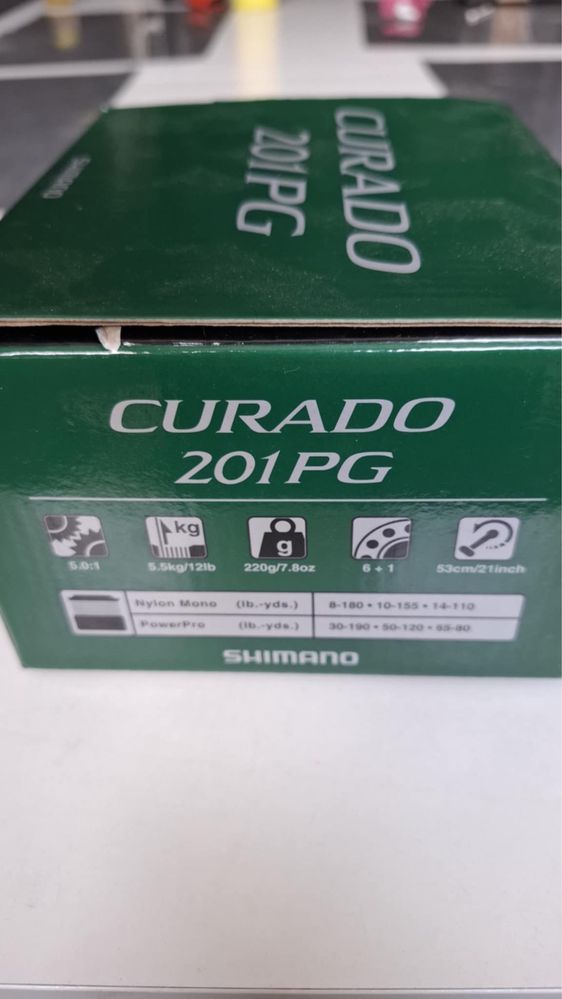 SHIMANO
CURADO
201PG
CURADO
201PG
kg
g
5.0:1
5.5kg/12lb
220g/7.8oz
6 + 1
53cm/21inch
Nylon Mono (lb.-yds.) 8-180 • 10-155 • 14-110
PowerPro (lb.-yds.) 30-190 • 50-120 • 65-80
SHIMANO